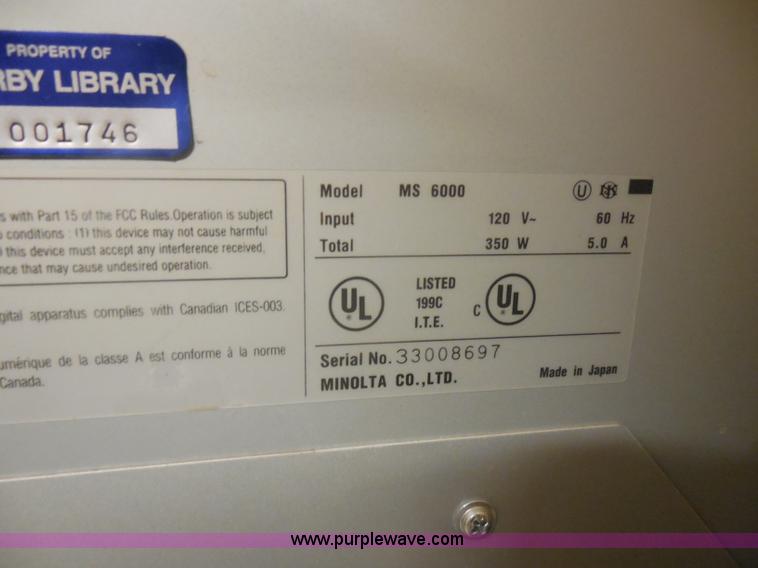 PROPERTY OF
RBY LIBRARY
001746
s with Part 15 of the FCC Rules.Operation is subject
conditions : (1) this device may not cause harmful
this device must accept any interference received,
nce that may cause undesired operation.
gital apparatus complies with Canadian ICES-003.
umérique de la classe A est conforme à la norme
Canada.
Model MS 6000
Input 120 V~ 60 Hz
Total 350 W 5.0 A
UL LISTED 199C I.T.E. C UL
Serial No. 33008697
MINOLTA CO.,LTD. Made in Japan
www.purplewave.com